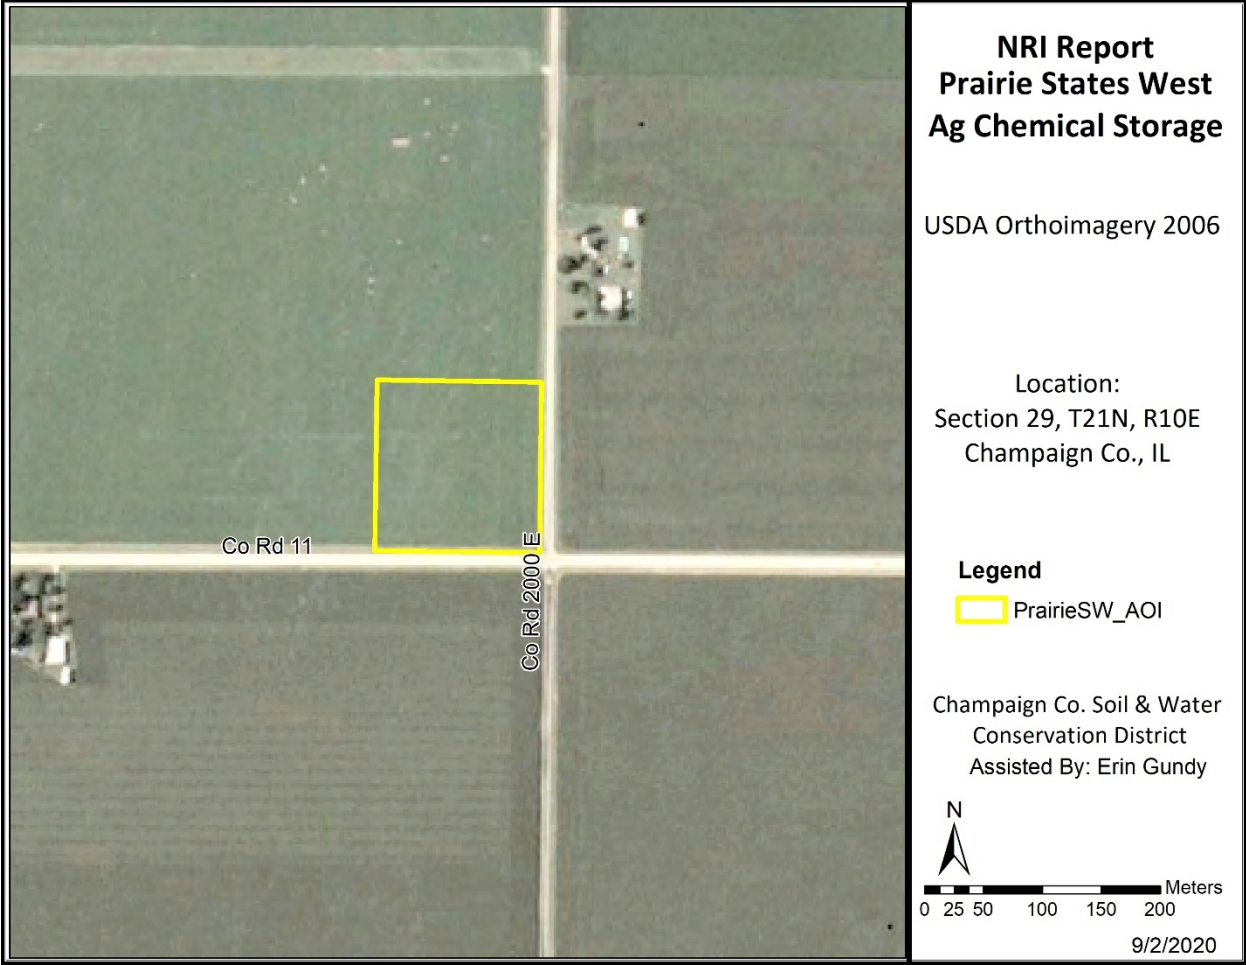 NRI Report
Prairie States West
Ag Chemical Storage
USDA Orthoimagery 2006
Location:
Section 29, T21N, R10E
Champaign Co., IL
Co Rd 11
Co Rd 2000 E
Legend
PrairieSW_AOI
Champaign Co. Soil & Water
Conservation District
Assisted By: Erin Gundy
N
Meters
0 25 50 100 150 200
9/2/2020